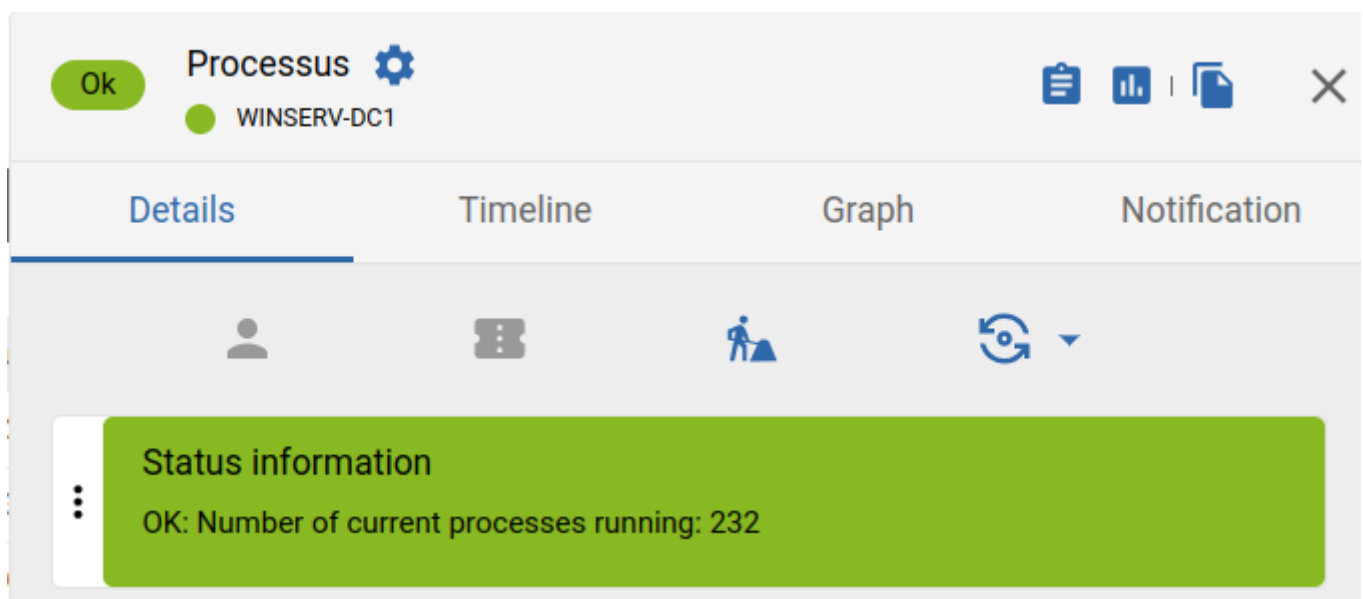 Ok
Processus
WINSERV-DC1
Details Timeline Graph Notification
Status information
OK: Number of current processes running: 232